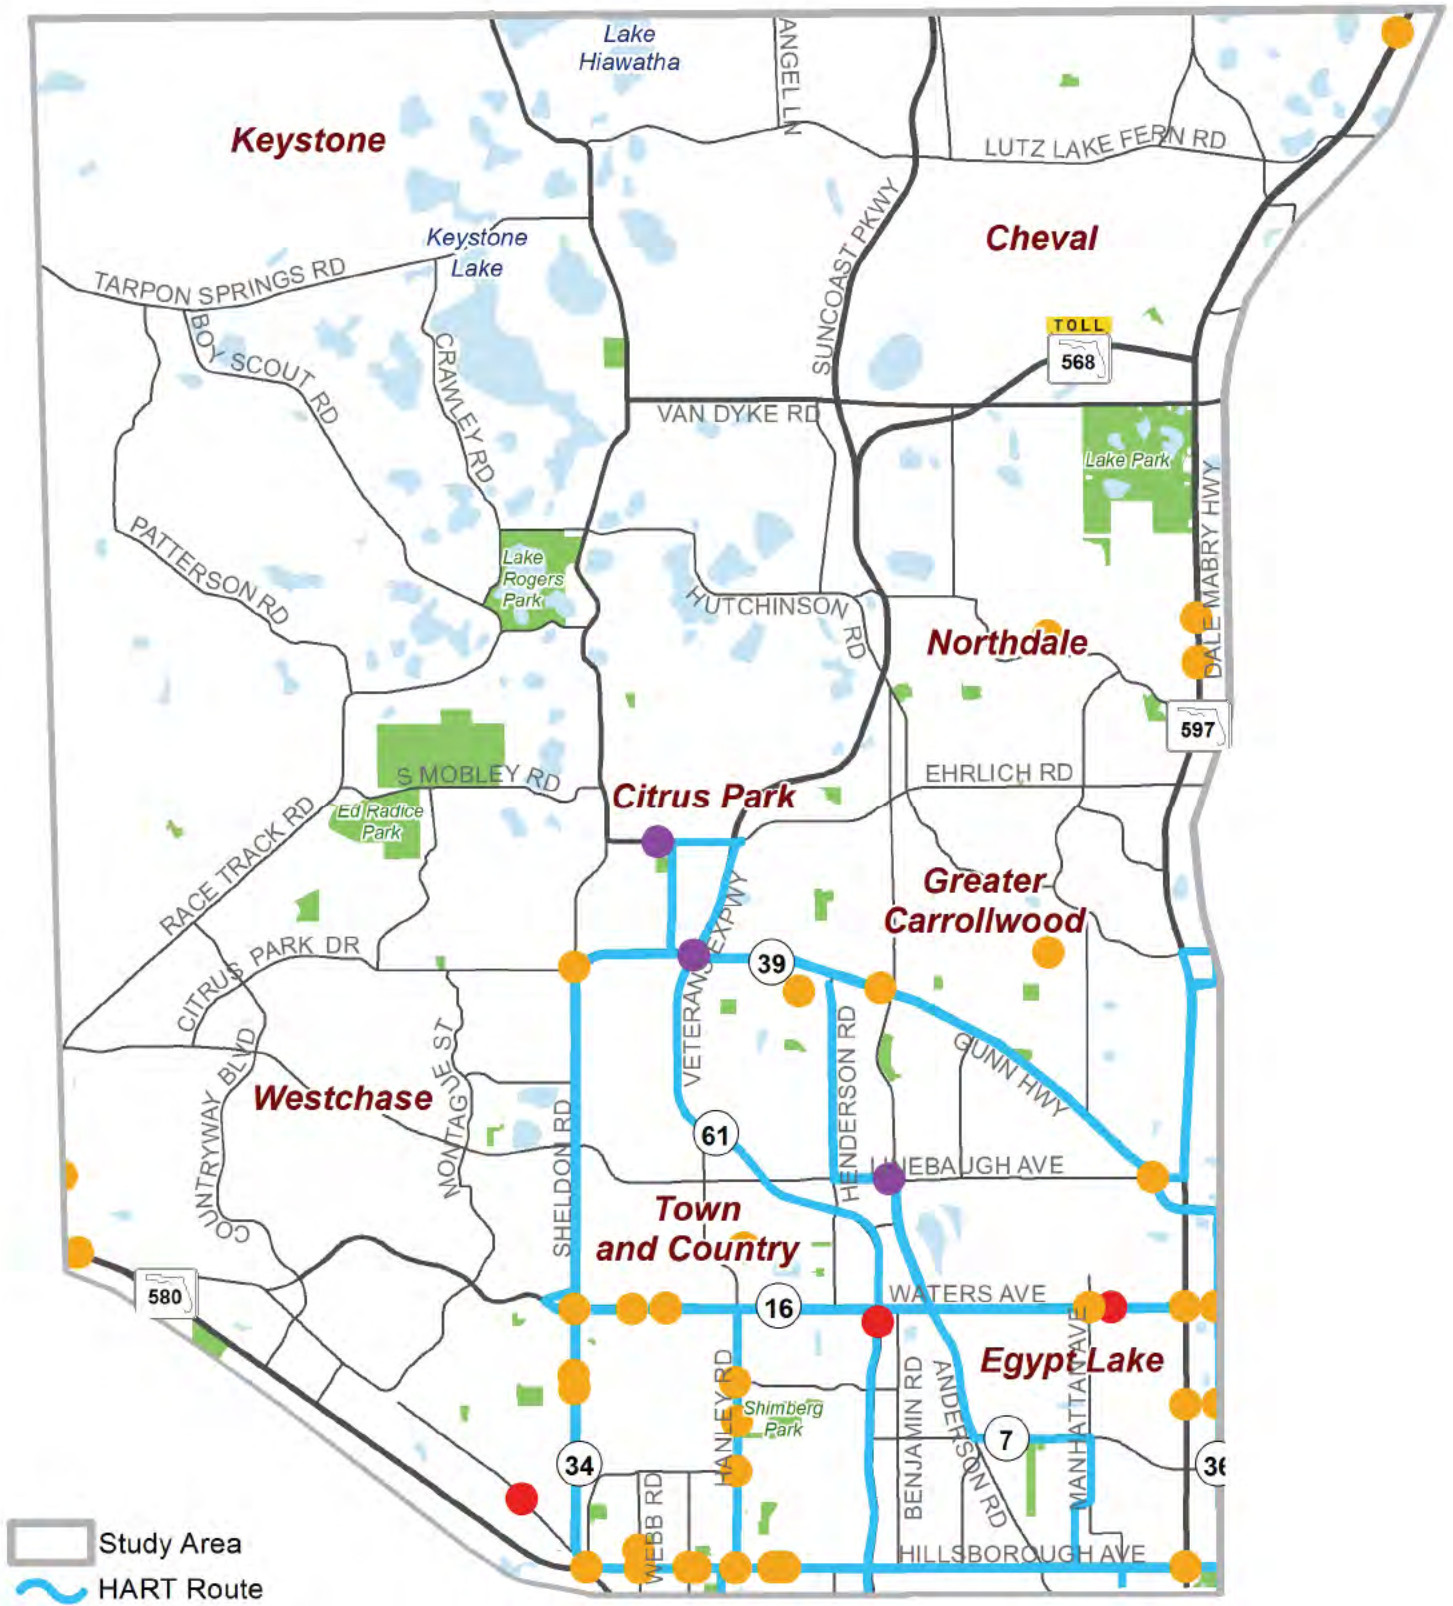 Lake
Hiawatha
ANGEL LN
Keystone
LUTZ LAKE FERN RD
SUNCOAST PKWY
Cheval
Keystone
Lake
TARPON SPRINGS RD
BOY SCOUT RD
CRAWLEY RD
TOLL
568
VAN DYKE RD
Lake Park
DALE MABRY HWY
PATTERSON RD
Lake
Rogers
Park
HUTCHINSON RD
Northdale
597
S MOBLEY RD
EHRLICH RD
Citrus Park
Ed Radice
Park
RACE TRACK RD
Greater
Carrollwood
CITRUS PARK DR
VETERANS EXPWY
39
COUNTRYWAY BLVD
MONTAGUE ST
HENDERSON RD
GUNN HWY
Westchase
SHELDON RD
61
LINEBAUGH AVE
Town
and Country
580
16
WATERS AVE
Egypt Lake
HANLEY RD
Shimberg
Park
BENJAMIN RD
ANDERSON RD
MANHATTAN AVE
7
34
36
WEBB RD
HILLSBOROUGH AVE
Study Area
HART Route